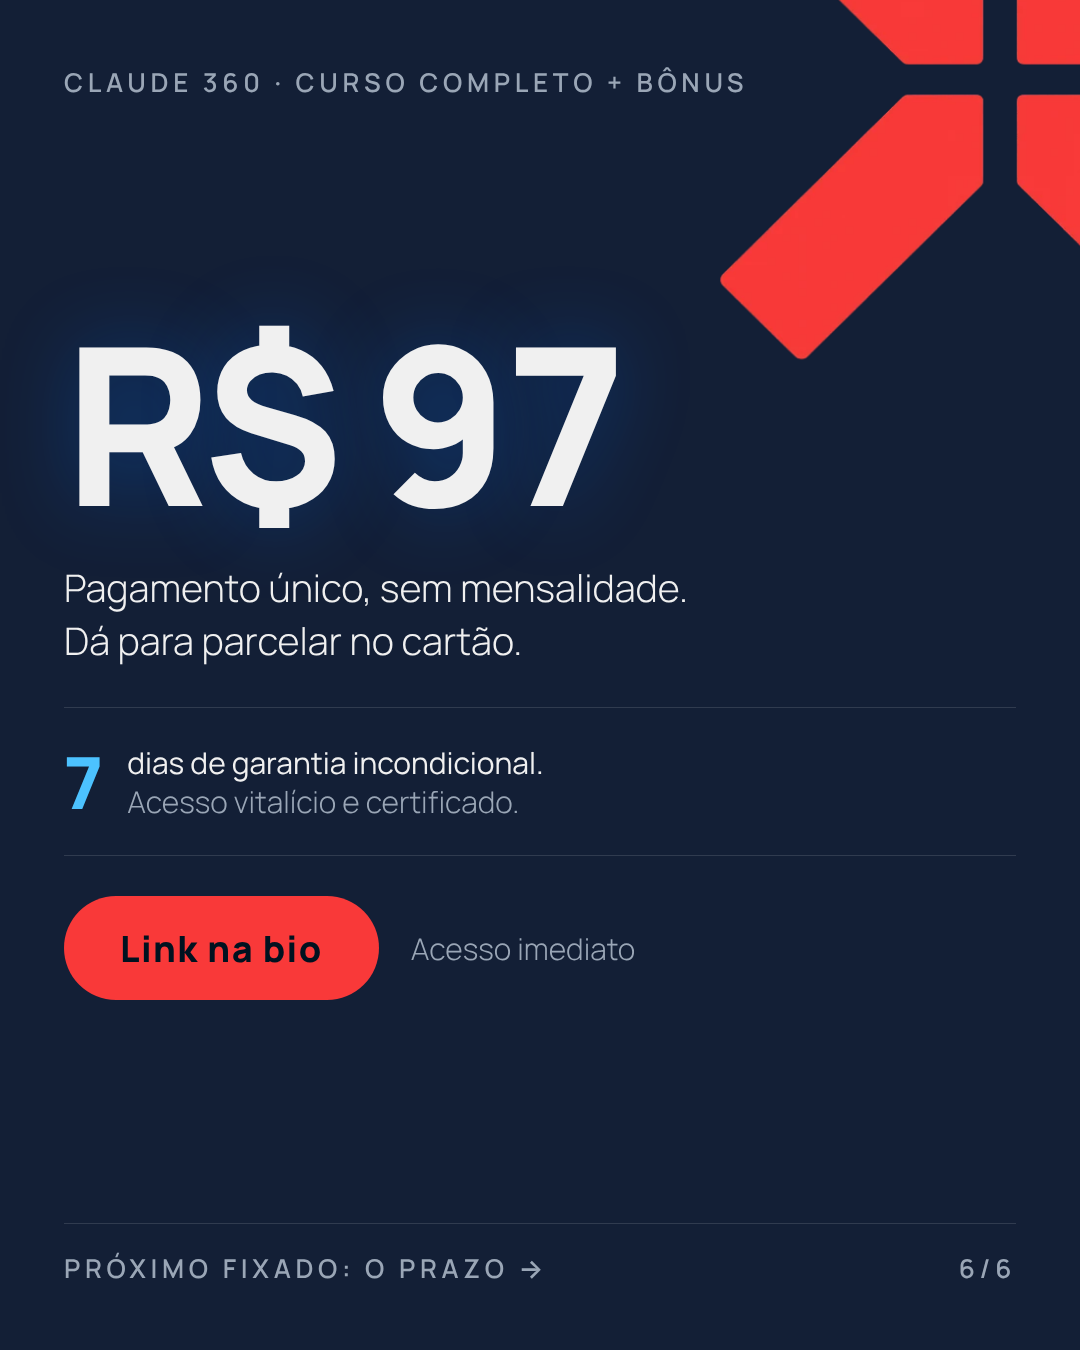 CLAUDE 360 · CURSO COMPLETO + BÔNUS
R$ 97
Pagamento único, sem mensalidade.
Dá para parcelar no cartão.
7 dias de garantia incondicional.
Acesso vitalício e certificado.
Link na bio Acesso imediato
PRÓXIMO FIXADO: O PRAZO → 6/6